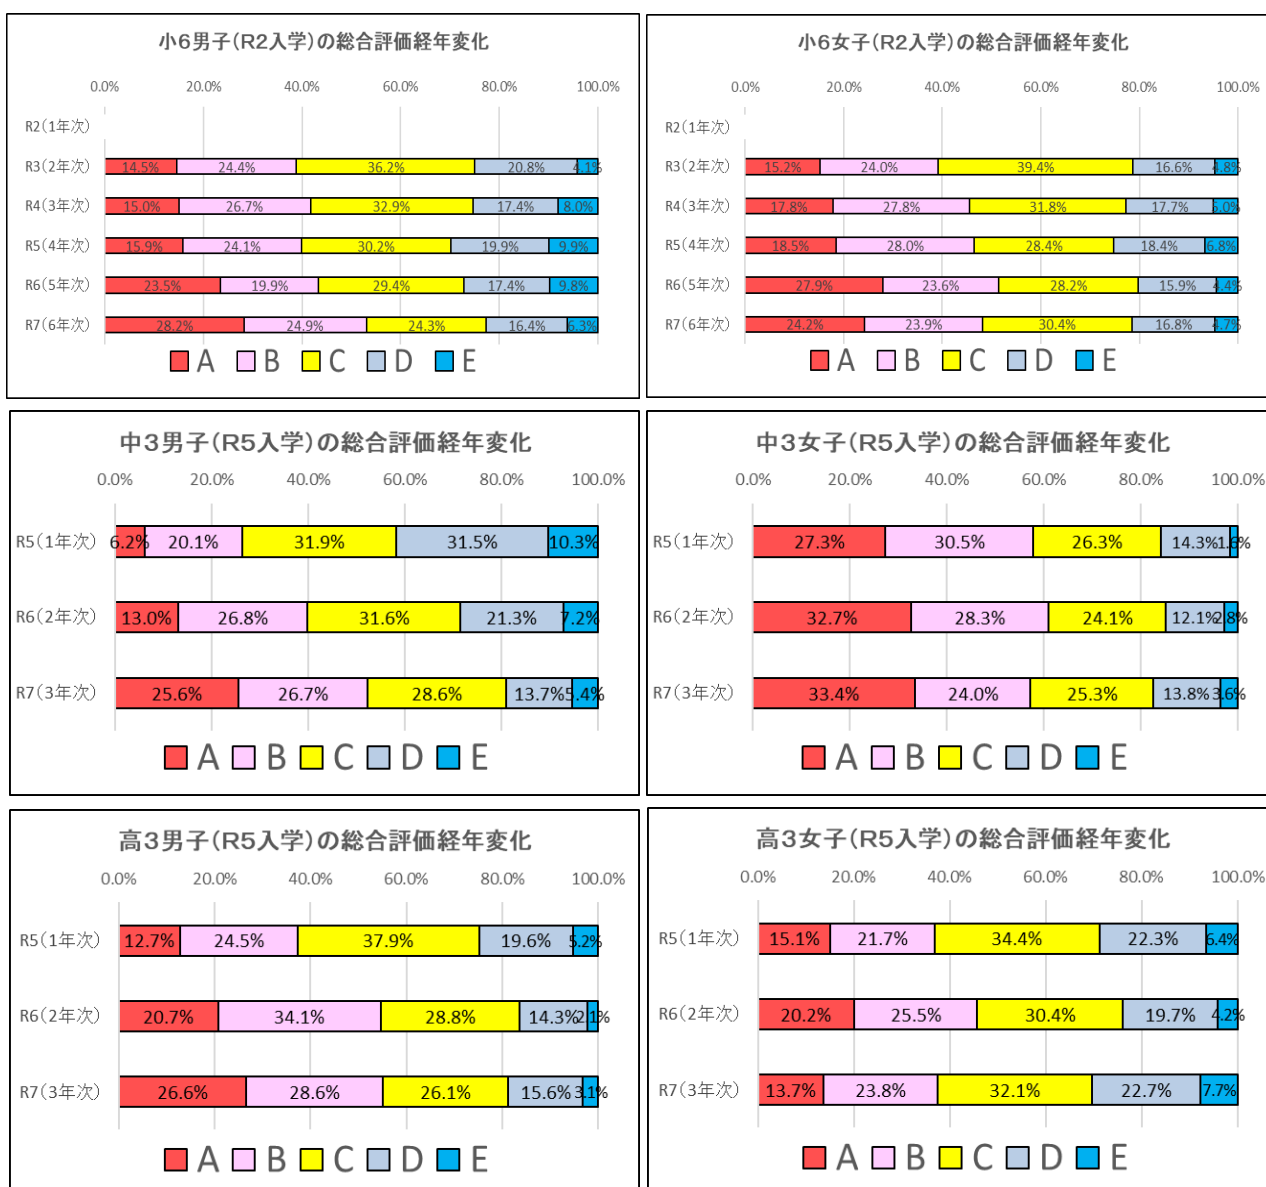 小6男子(R2入学)の総合評価経年変化
0.0% 20.0% 40.0% 60.0% 80.0% 100.0%
R2(1年次)
R3(2年次) 14.5% 24.4% 36.2% 20.8% 4.1%
R4(3年次) 15.0% 26.7% 32.9% 17.4% 8.0%
R5(4年次) 15.9% 24.1% 30.2% 19.9% 9.9%
R6(5年次) 23.5% 19.9% 29.4% 17.4% 9.8%
R7(6年次) 28.2% 24.9% 24.3% 16.4% 6.3%
A B C D E
小6女子(R2入学)の総合評価経年変化
0.0% 20.0% 40.0% 60.0% 80.0% 100.0%
R2(1年次)
R3(2年次) 15.2% 24.0% 39.4% 16.6% 4.8%
R4(3年次) 17.8% 27.8% 31.8% 17.7% 5.0%
R5(4年次) 18.5% 28.0% 28.4% 18.4% 6.8%
R6(5年次) 27.9% 23.6% 28.2% 15.9% 4.4%
R7(6年次) 24.2% 23.9% 30.4% 16.8% 4.7%
A B C D E
中3男子(R5入学)の総合評価経年変化
0.0% 20.0% 40.0% 60.0% 80.0% 100.0%
R5(1年次) 6.2% 20.1% 31.9% 31.5% 10.3%
R6(2年次) 13.0% 26.8% 31.6% 21.3% 7.2%
R7(3年次) 25.6% 26.7% 28.6% 13.7% 5.4%
A B C D E
中3女子(R5入学)の総合評価経年変化
0.0% 20.0% 40.0% 60.0% 80.0% 100.0%
R5(1年次) 27.3% 30.5% 26.3% 14.3% 1.6%
R6(2年次) 32.7% 28.3% 24.1% 12.1% 2.8%
R7(3年次) 33.4% 24.0% 25.3% 13.8% 3.6%
A B C D E
高3男子(R5入学)の総合評価経年変化
0.0% 20.0% 40.0% 60.0% 80.0% 100.0%
R5(1年次) 12.7% 24.5% 37.9% 19.6% 5.2%
R6(2年次) 20.7% 34.1% 28.8% 14.3% 2.1%
R7(3年次) 26.6% 28.6% 26.1% 15.6% 3.1%
A B C D E
高3女子(R5入学)の総合評価経年変化
0.0% 20.0% 40.0% 60.0% 80.0% 100.0%
R5(1年次) 15.1% 21.7% 34.4% 22.3% 6.4%
R6(2年次) 20.2% 25.5% 30.4% 19.7% 4.2%
R7(3年次) 13.7% 23.8% 32.1% 22.7% 7.7%
A B C D E